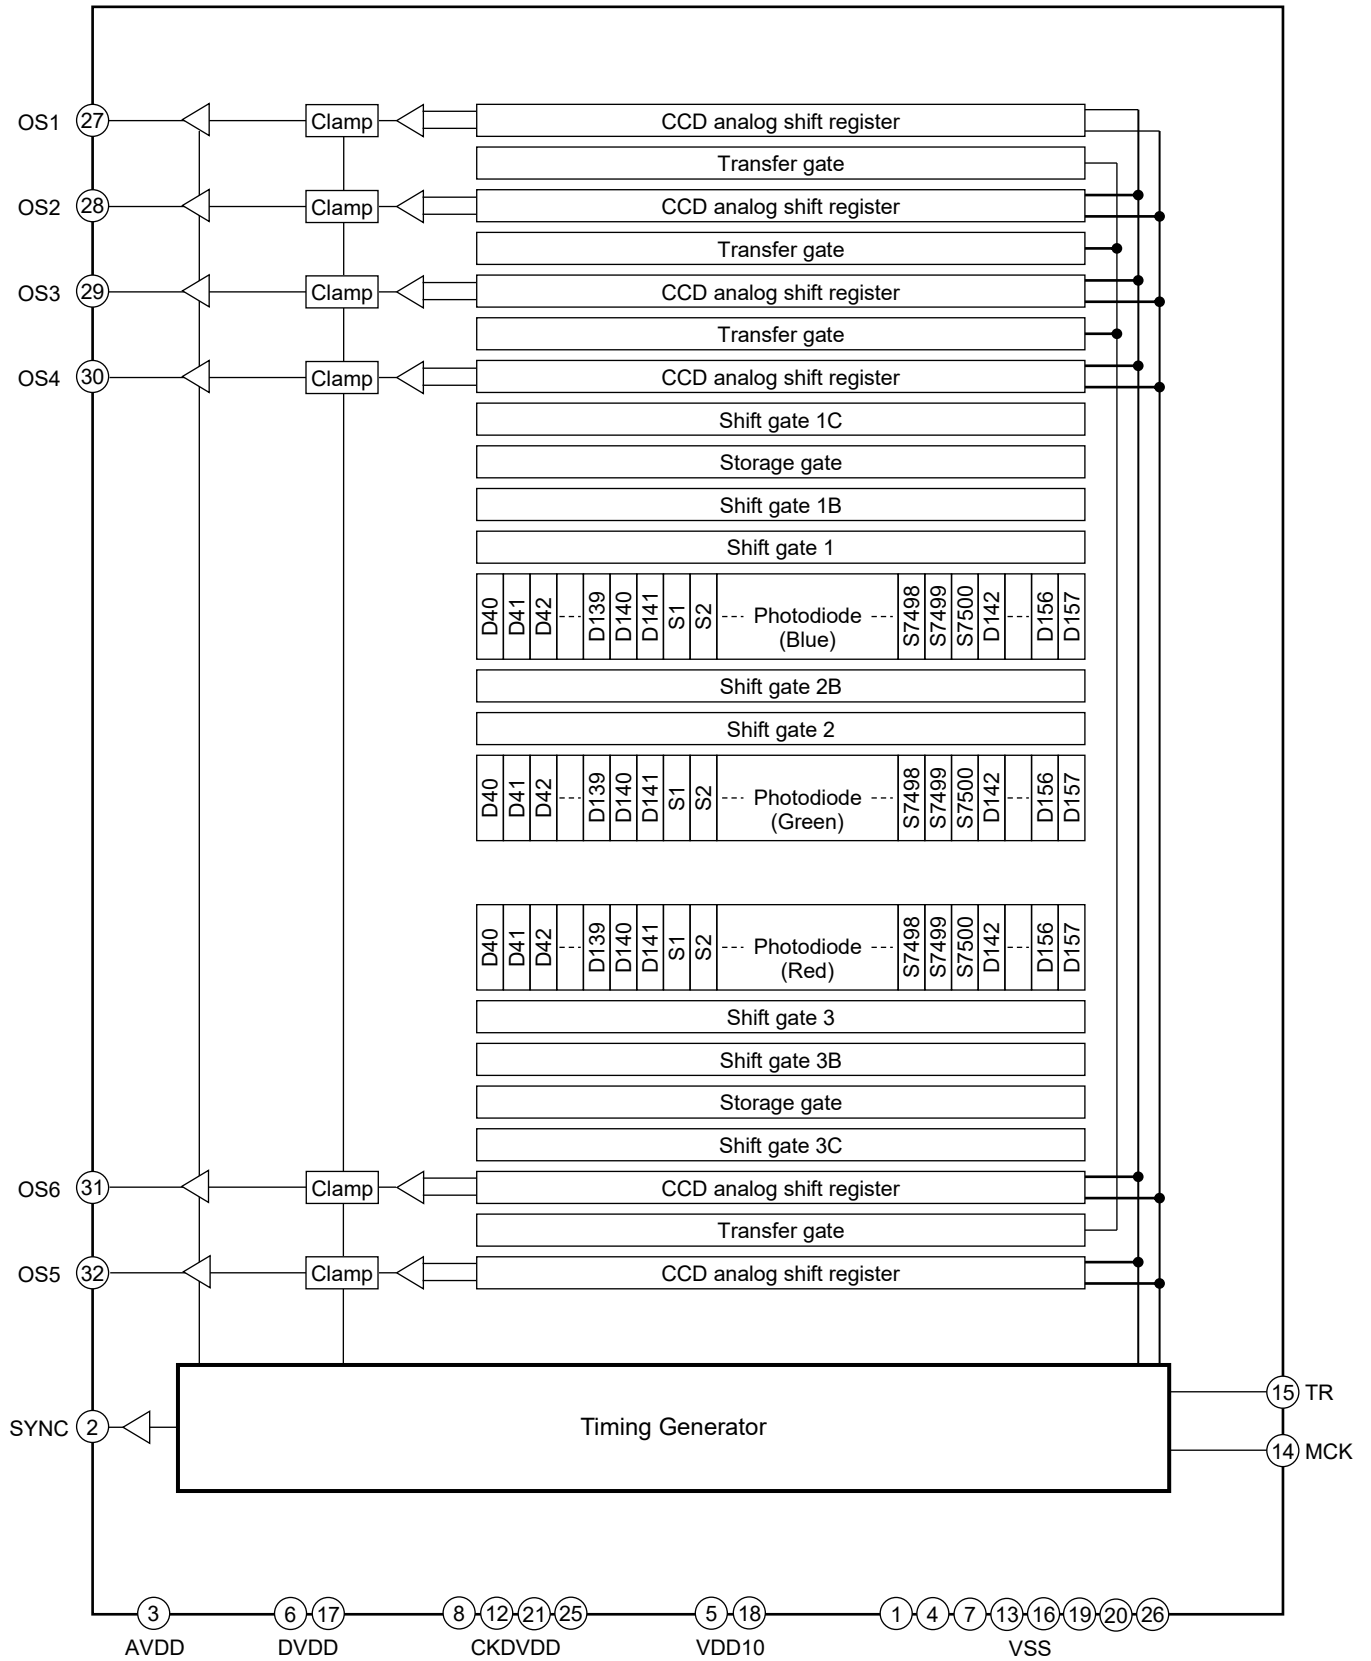 OS1 27 Clamp CCD analog shift register
Transfer gate
OS2 28 Clamp CCD analog shift register
Transfer gate
OS3 29 Clamp CCD analog shift register
Transfer gate
OS4 30 Clamp CCD analog shift register
Shift gate 1C
Storage gate
Shift gate 1B
Shift gate 1
D40 D41 D42 ---- D139 D140 D141 S1 S2 --- Photodiode --- S7498 S7499 S7500 D142 ---- D156 D157
(Blue)
Shift gate 2B
Shift gate 2
D40 D41 D42 ---- D139 D140 D141 S1 S2 --- Photodiode --- S7498 S7499 S7500 D142 ---- D156 D157
(Green)
D40 D41 D42 ---- D139 D140 D141 S1 S2 --- Photodiode --- S7498 S7499 S7500 D142 ---- D156 D157
(Red)
Shift gate 3
Shift gate 3B
Storage gate
Shift gate 3C
OS6 31 Clamp CCD analog shift register
Transfer gate
OS5 32 Clamp CCD analog shift register
15 TR
SYNC 2 Timing Generator
14 MCK
3 6 17 8 12 21 25 5 18 1 4 7 13 16 19 20 26
AVDD DVDD CKDVDD VDD10 VSS